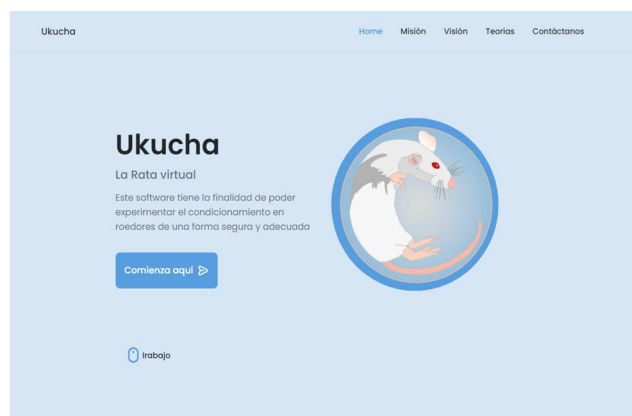 Ukucha
Home Misión Visión Teorías Contáctanos
Ukucha
La Rata virtual
Este software tiene la finalidad de poder
experimentar el condicionamiento en
roedores de una forma segura y adecuada
Comienza aquí
Irabajo